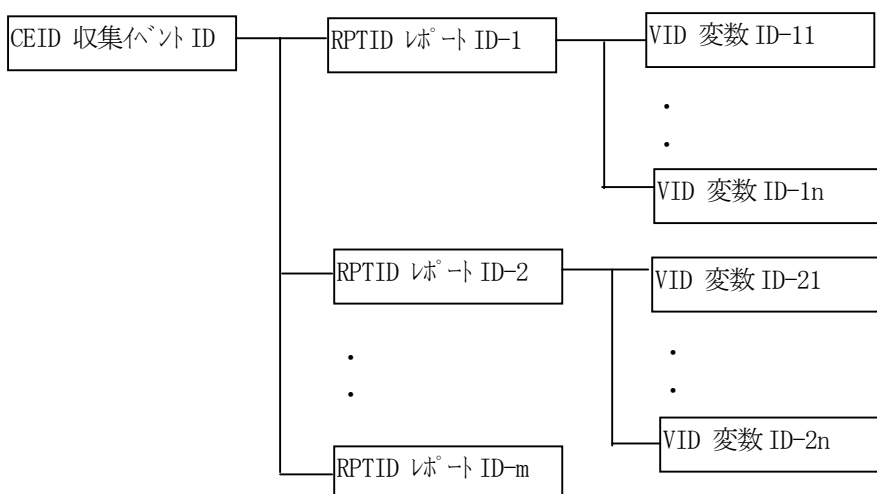 CEID 収集ｲﾍﾞﾝﾄ ID
RPTID ﾚﾎﾟｰﾄ ID-1
VID 変数 ID-11
・
・
VID 変数 ID-1n
RPTID ﾚﾎﾟｰﾄ ID-2
VID 変数 ID-21
・
・
・
・
VID 変数 ID-2n
RPTID ﾚﾎﾟｰﾄ ID-m